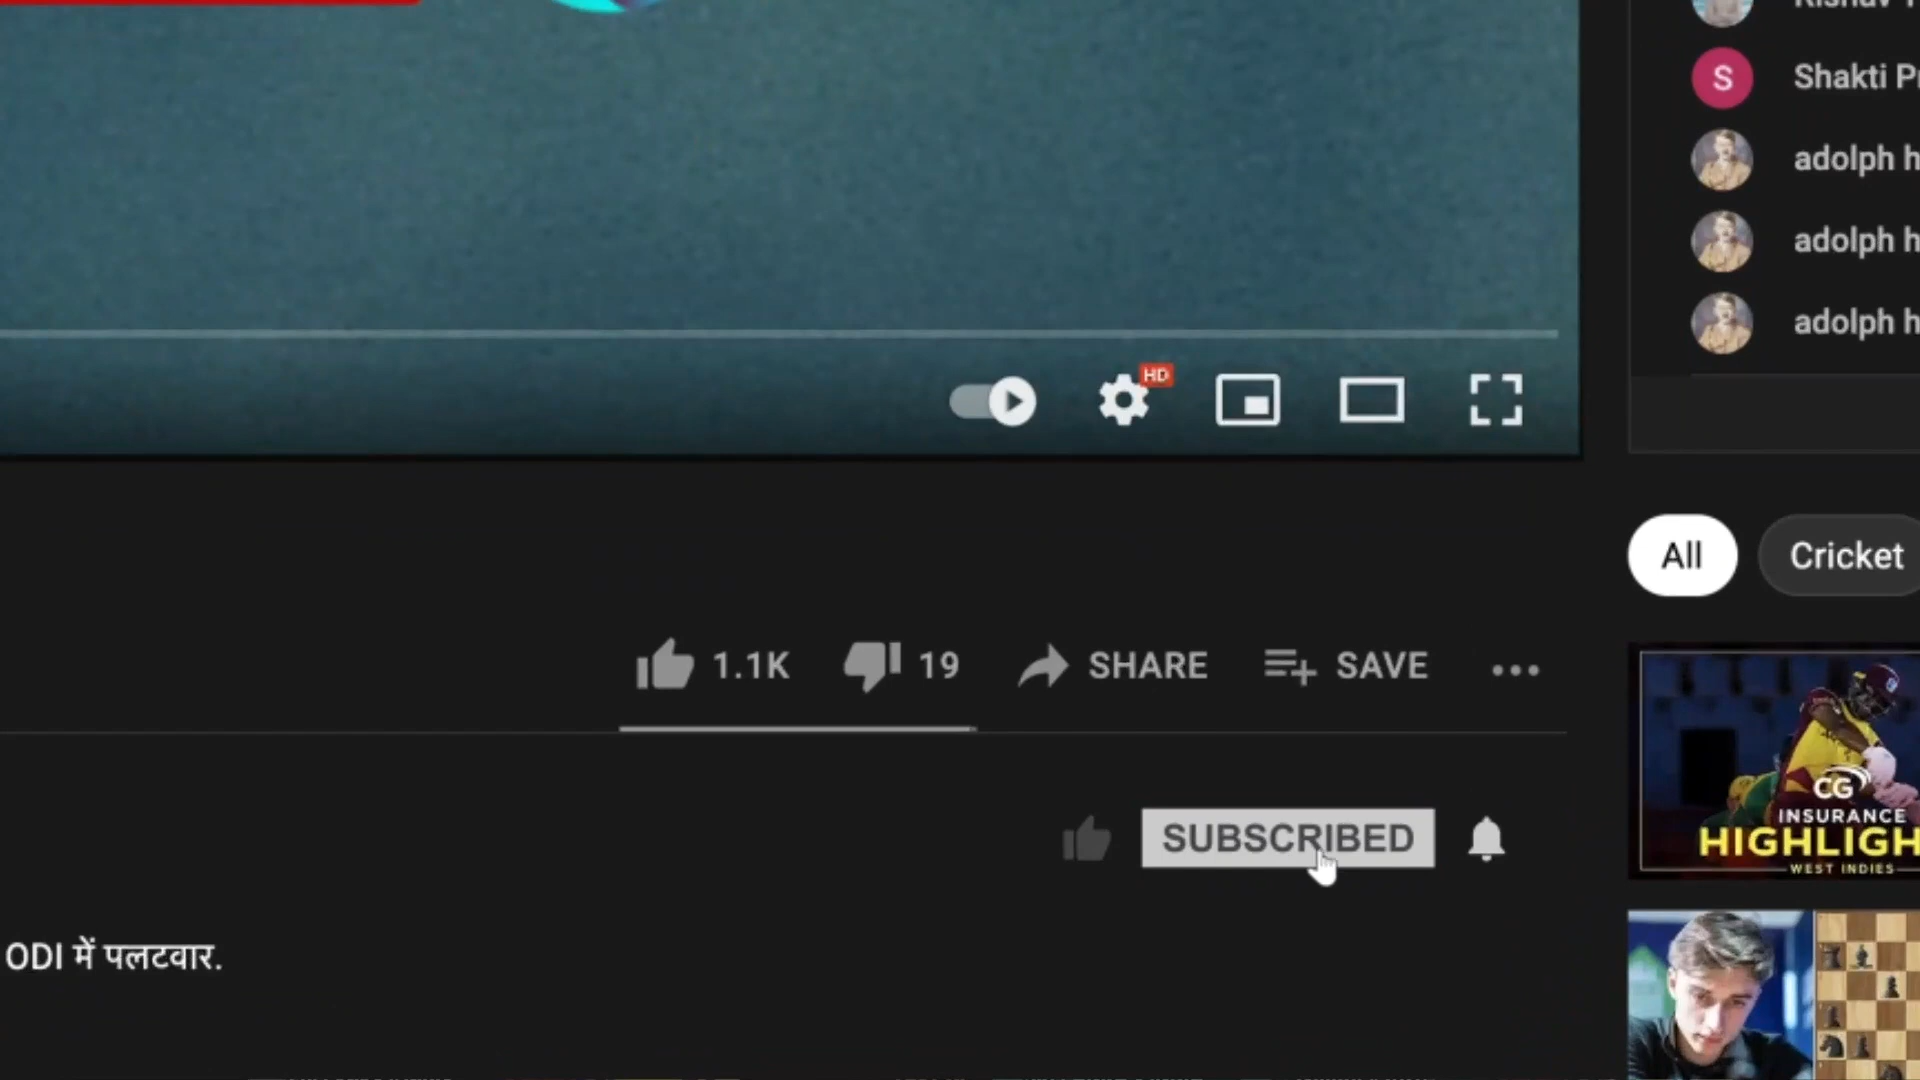 S Shakti
adolph
adolph
adolph
HD
All Cricket
1.1K 19 SHARE SAVE
CG
INSURANCE
WEST INDIES
SUBSCRIBED
ODI में पलटवार.